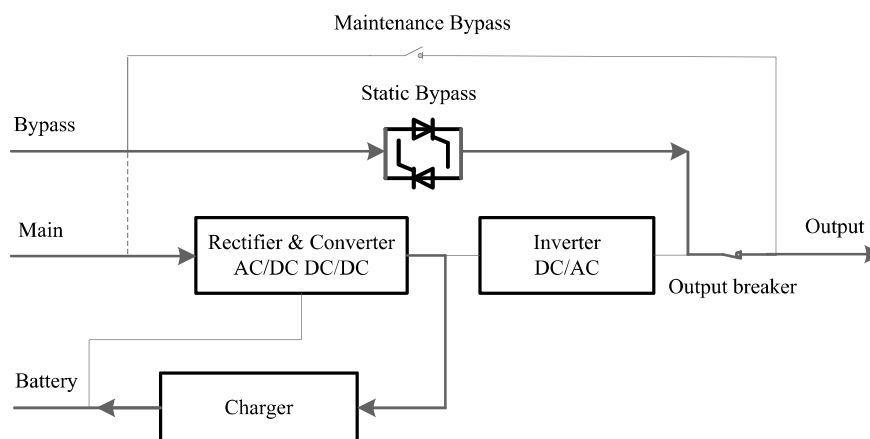 Maintenance Bypass
Static Bypass
Bypass
Main
Rectifier & Converter
AC/DC DC/DC
Inverter
DC/AC
Output
Output breaker
Battery
Charger